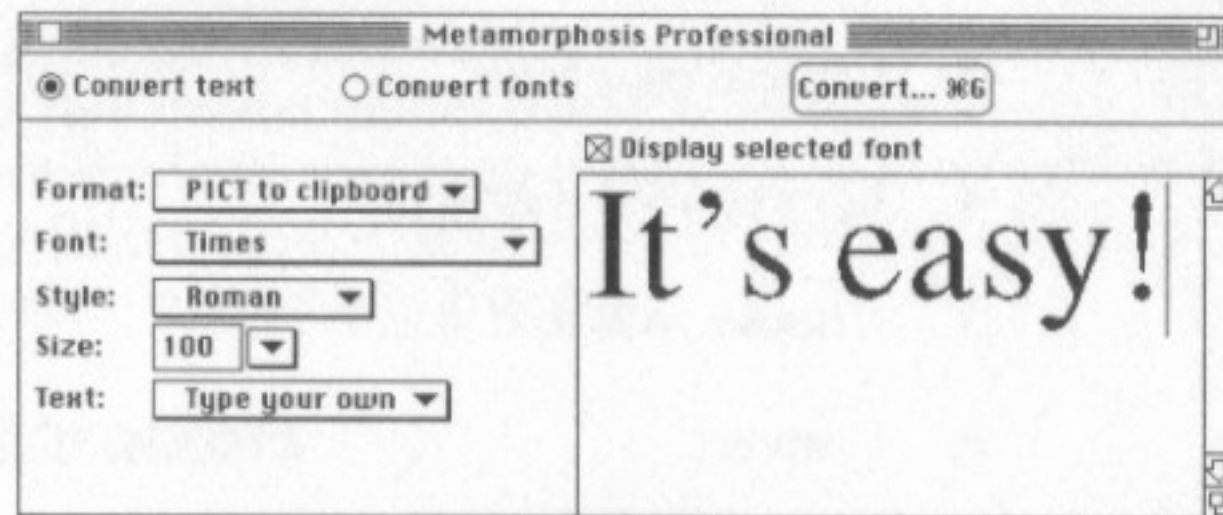 Metamorphosis Professional
Convert text Convert fonts Convert... ⌘G
Display selected font
Format: PICT to clipboard
Font: Times
Style: Roman
Size: 100
Text: Type your own
It’s easy!